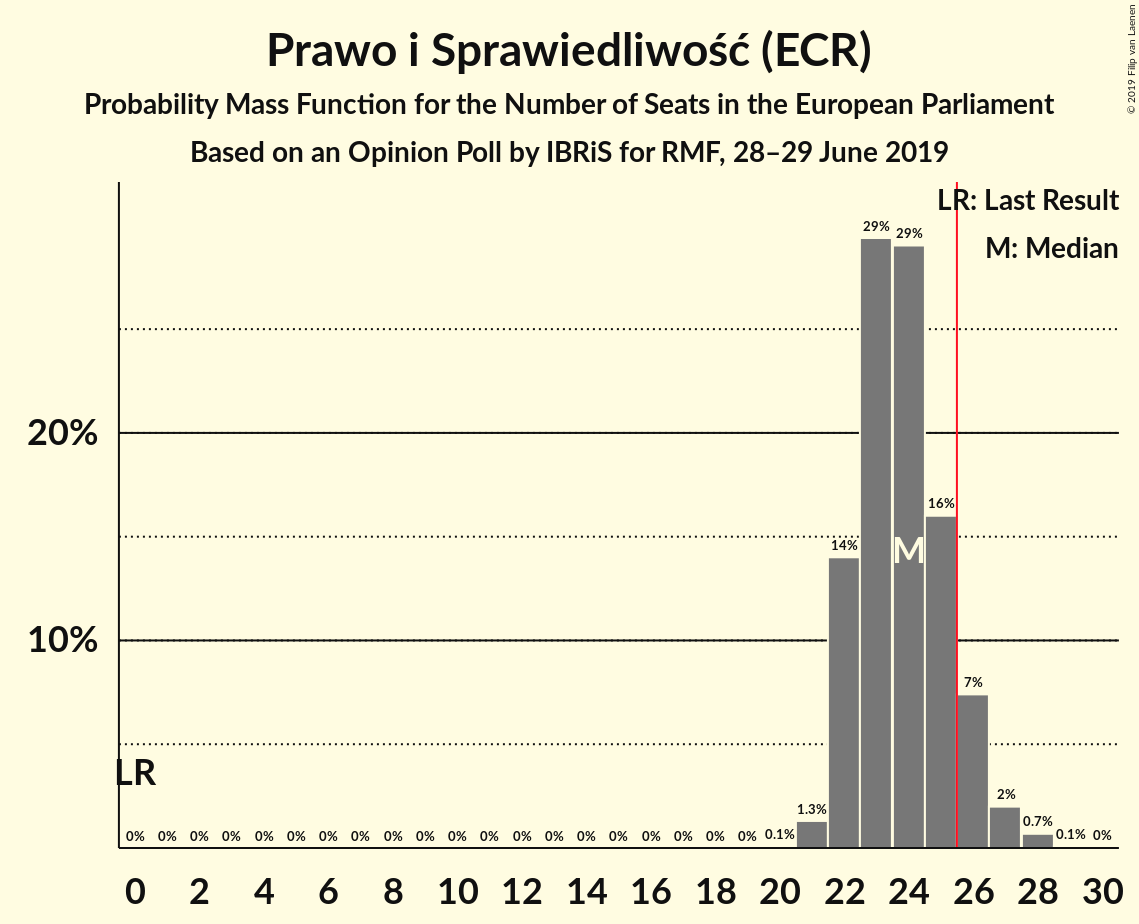 Prawo i Sprawiedliwość (ECR)
Probability Mass Function for the Number of Seats in the European Parliament
Based on an Opinion Poll by IBRiS for RMF, 28–29 June 2019
© 2019 Filip van Laenen
LR: Last Result
M: Median
29% 29%
20%
16%
14%
M
10%
7%
LR
2%
1.3%
0.7%
0% 0% 0% 0% 0% 0% 0% 0% 0% 0% 0% 0% 0% 0% 0% 0% 0% 0% 0% 0% 0.1% 0.1% 0%
0 2 4 6 8 10 12 14 16 18 20 22 24 26 28 30